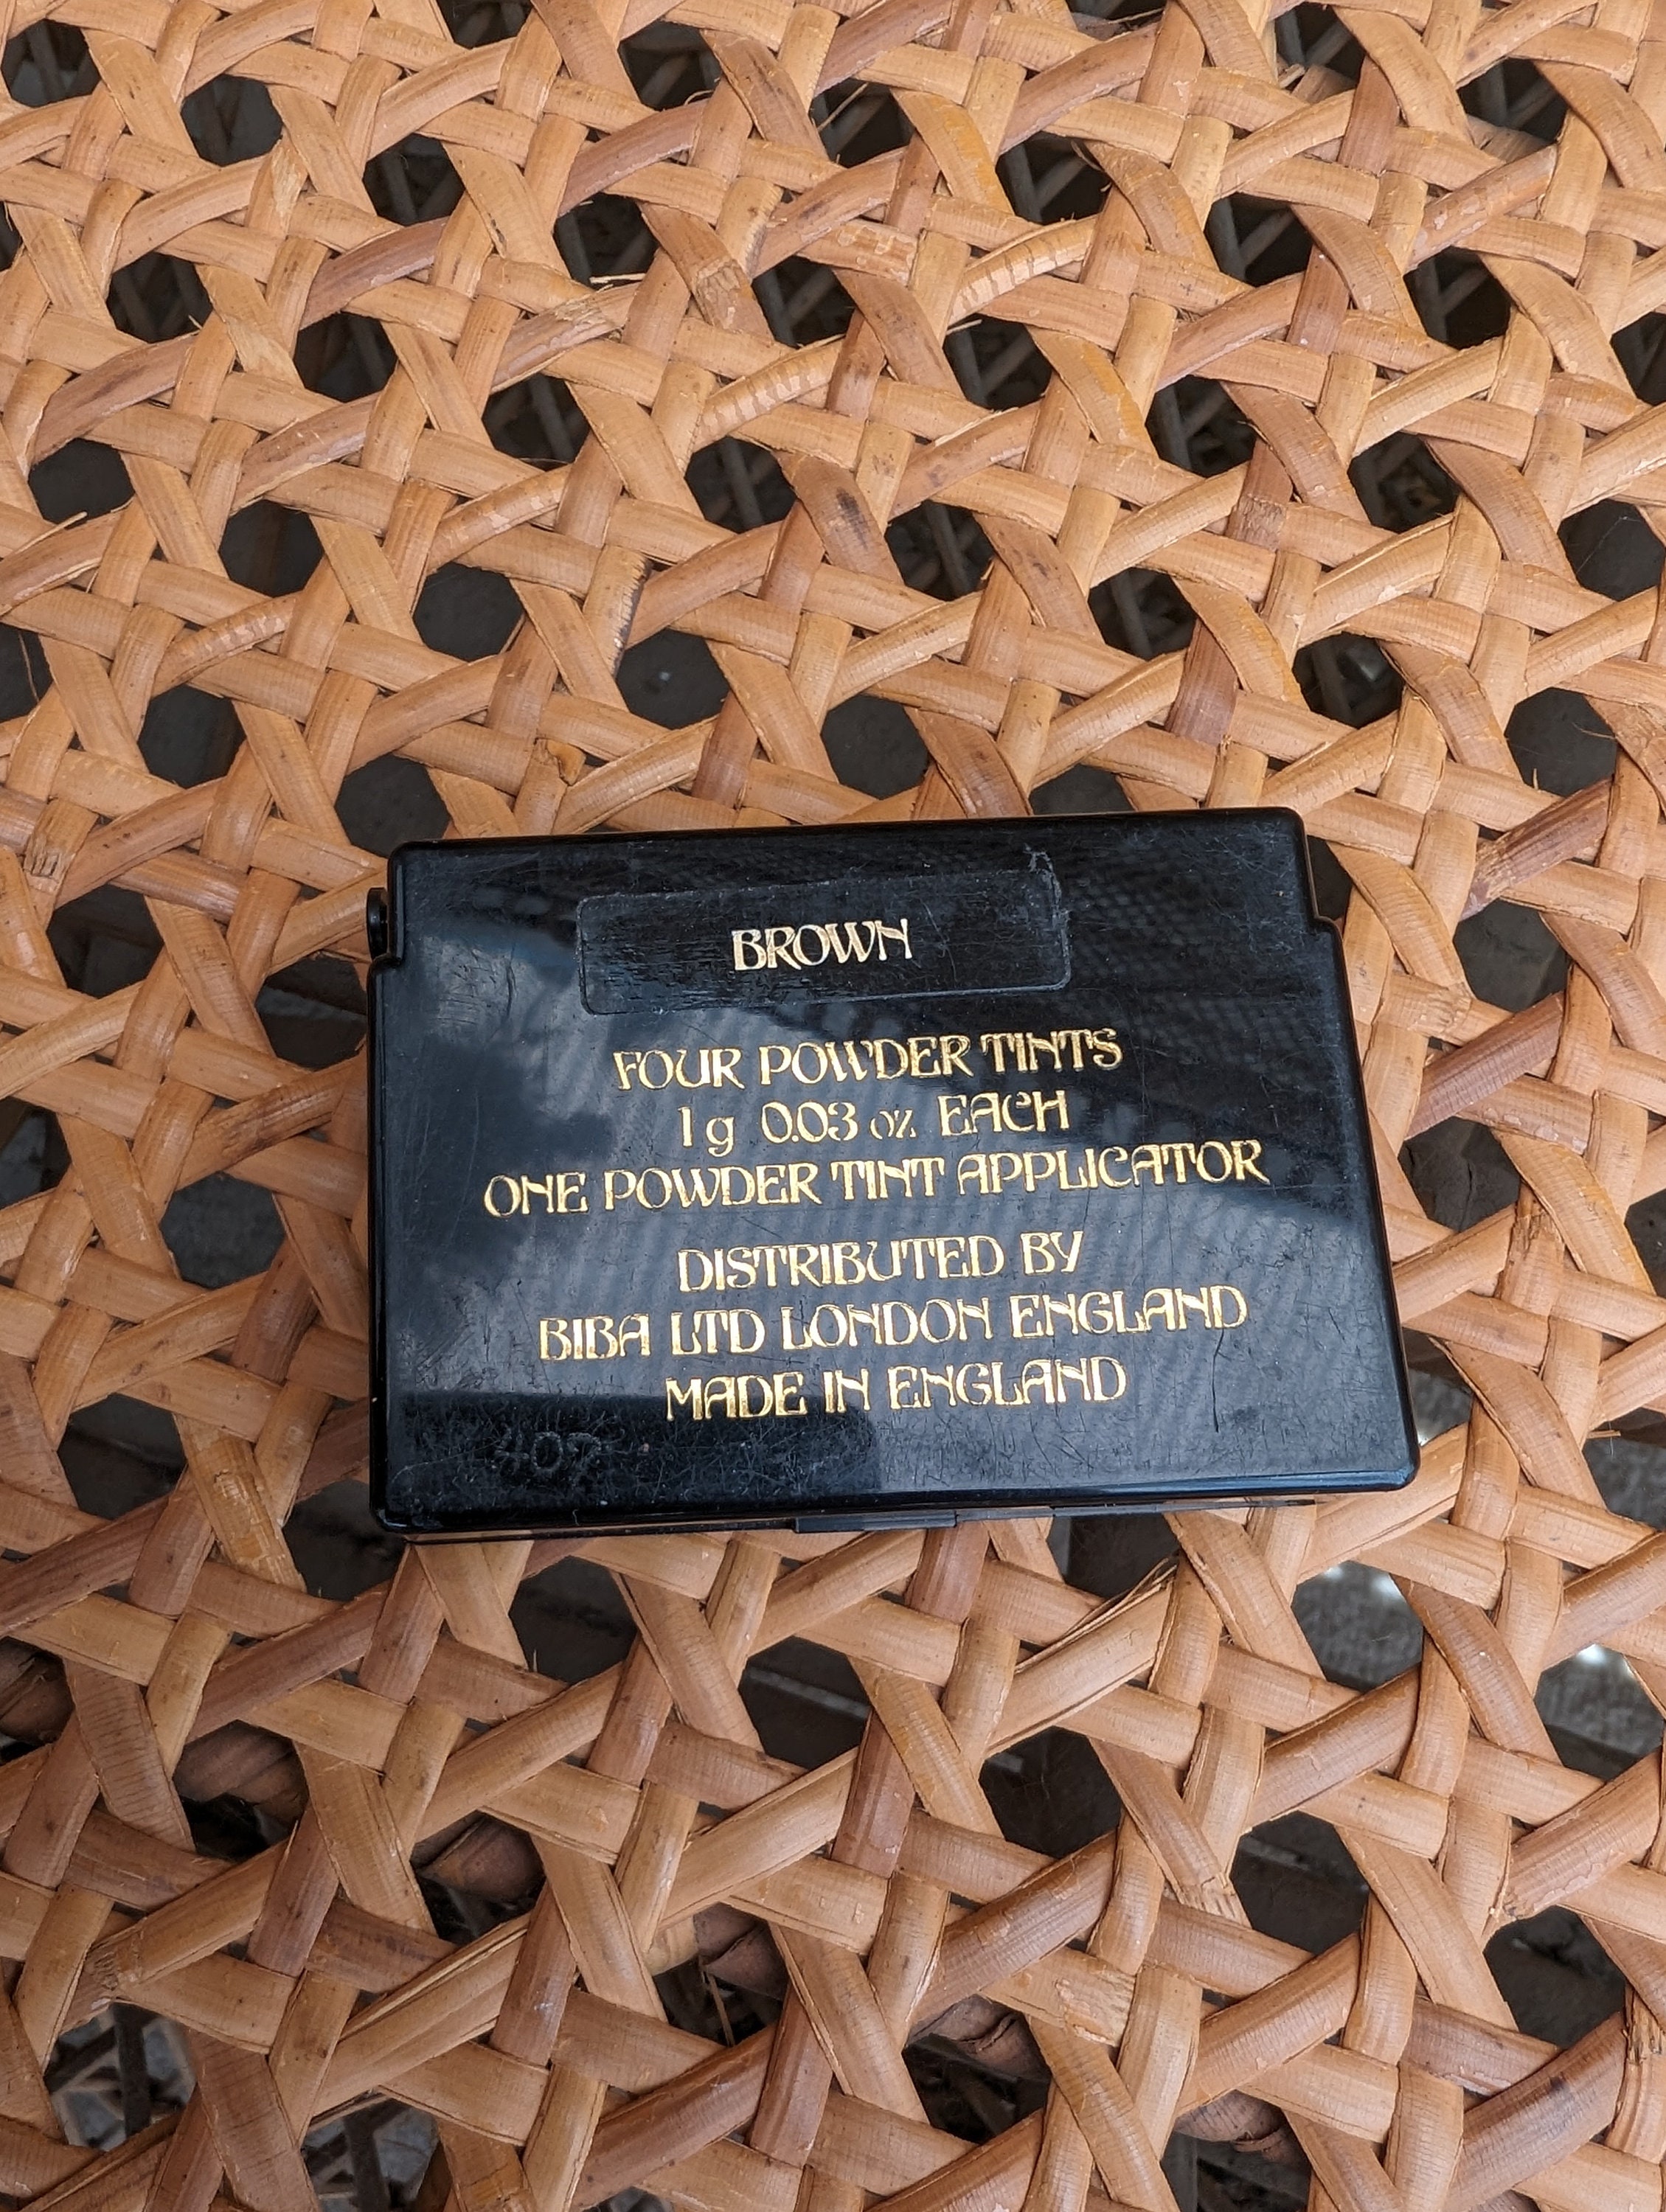 BROWN
FOUR POWDER TINTS
1 g 0.03 oz. EACH
ONE POWDER TINT APPLICATOR
DISTRIBUTED BY
BIBA LTD LONDON ENGLAND
MADE IN ENGLAND
407